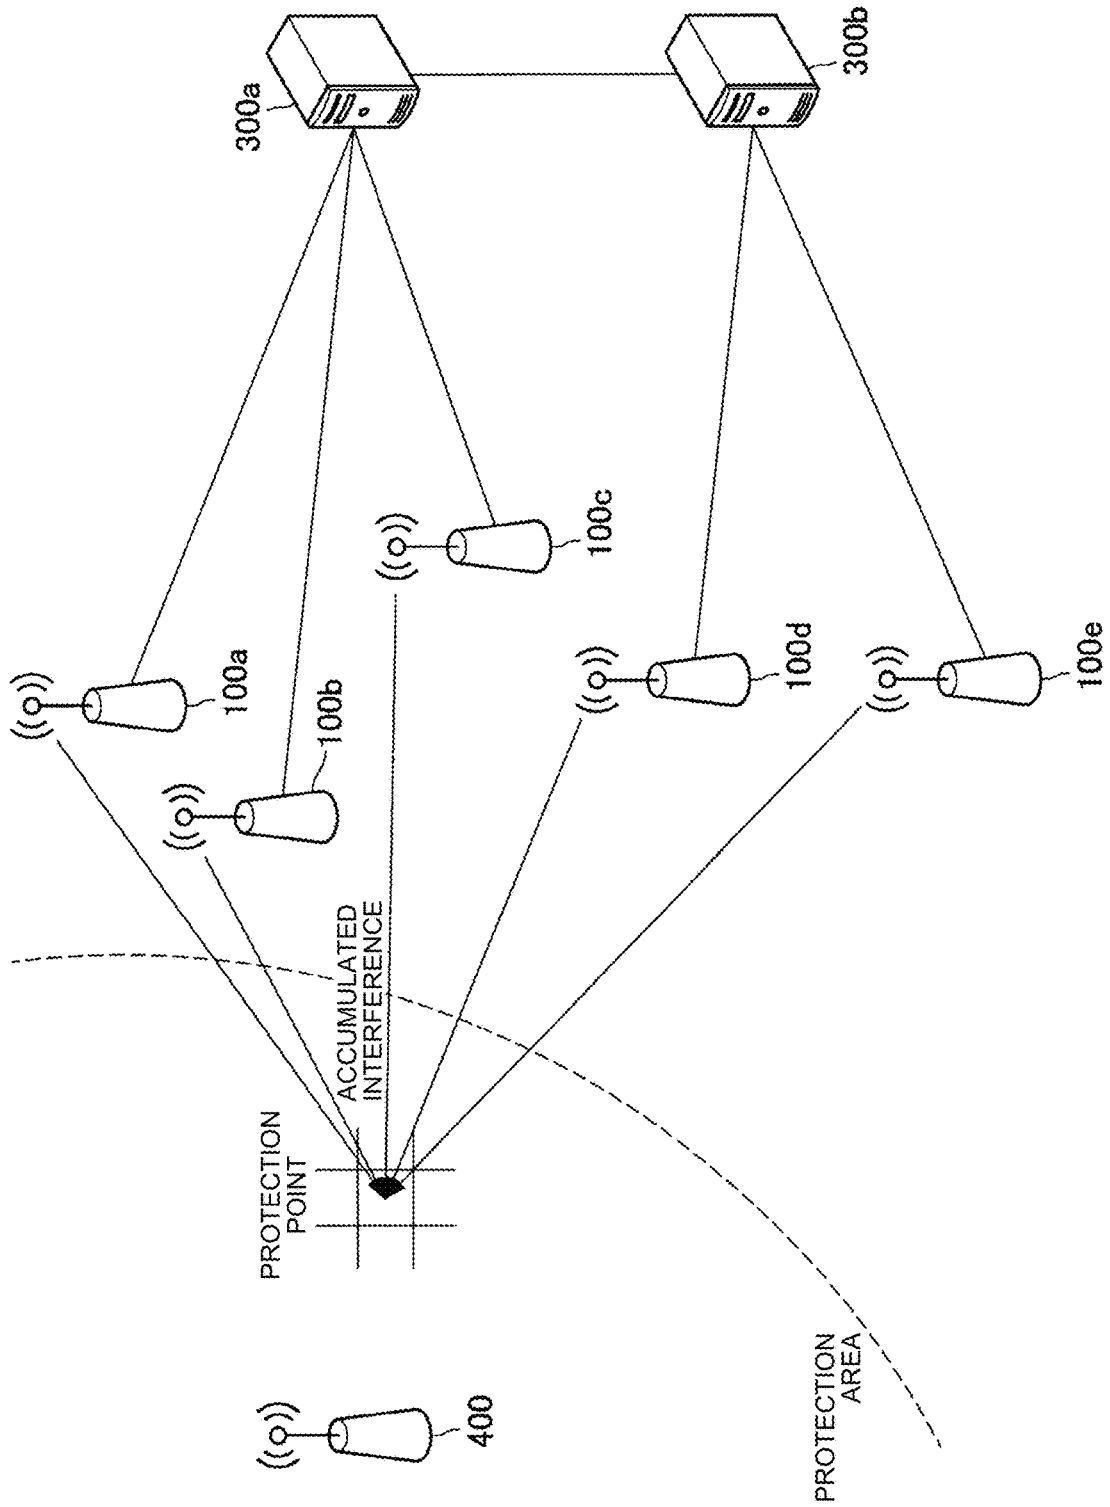 300a
300b
100a
100b
100c
100d
100e
ACCUMULATED
INTERFERENCE
PROTECTION
POINT
PROTECTION
AREA
400